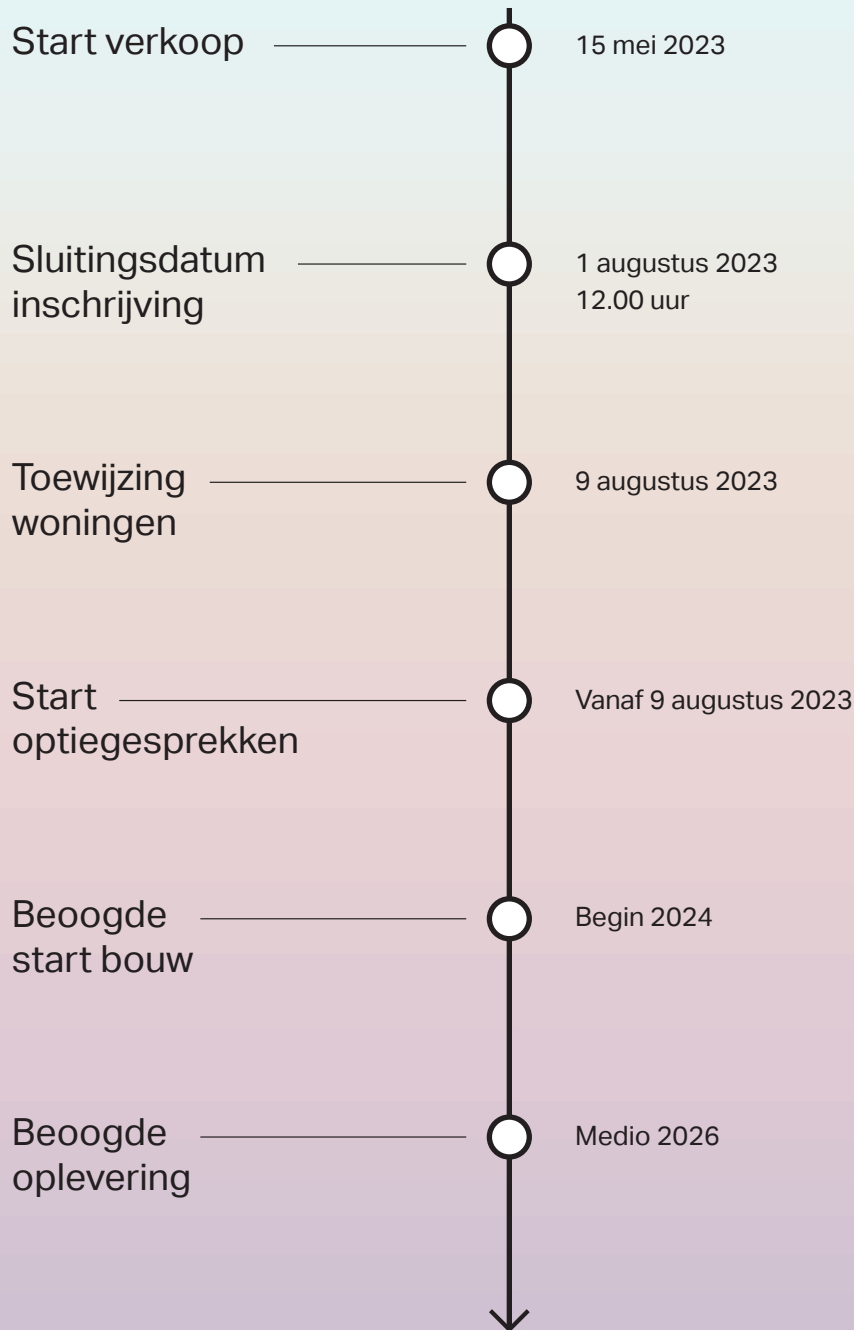 Start verkoop
15 mei 2023
Sluitingsdatum
inschrijving
1 augustus 2023
12.00 uur
Toewijzing
woningen
9 augustus 2023
Start
optiegesprekken
Vanaf 9 augustus 2023
Beoogde
start bouw
Begin 2024
Beoogde
oplevering
Medio 2026